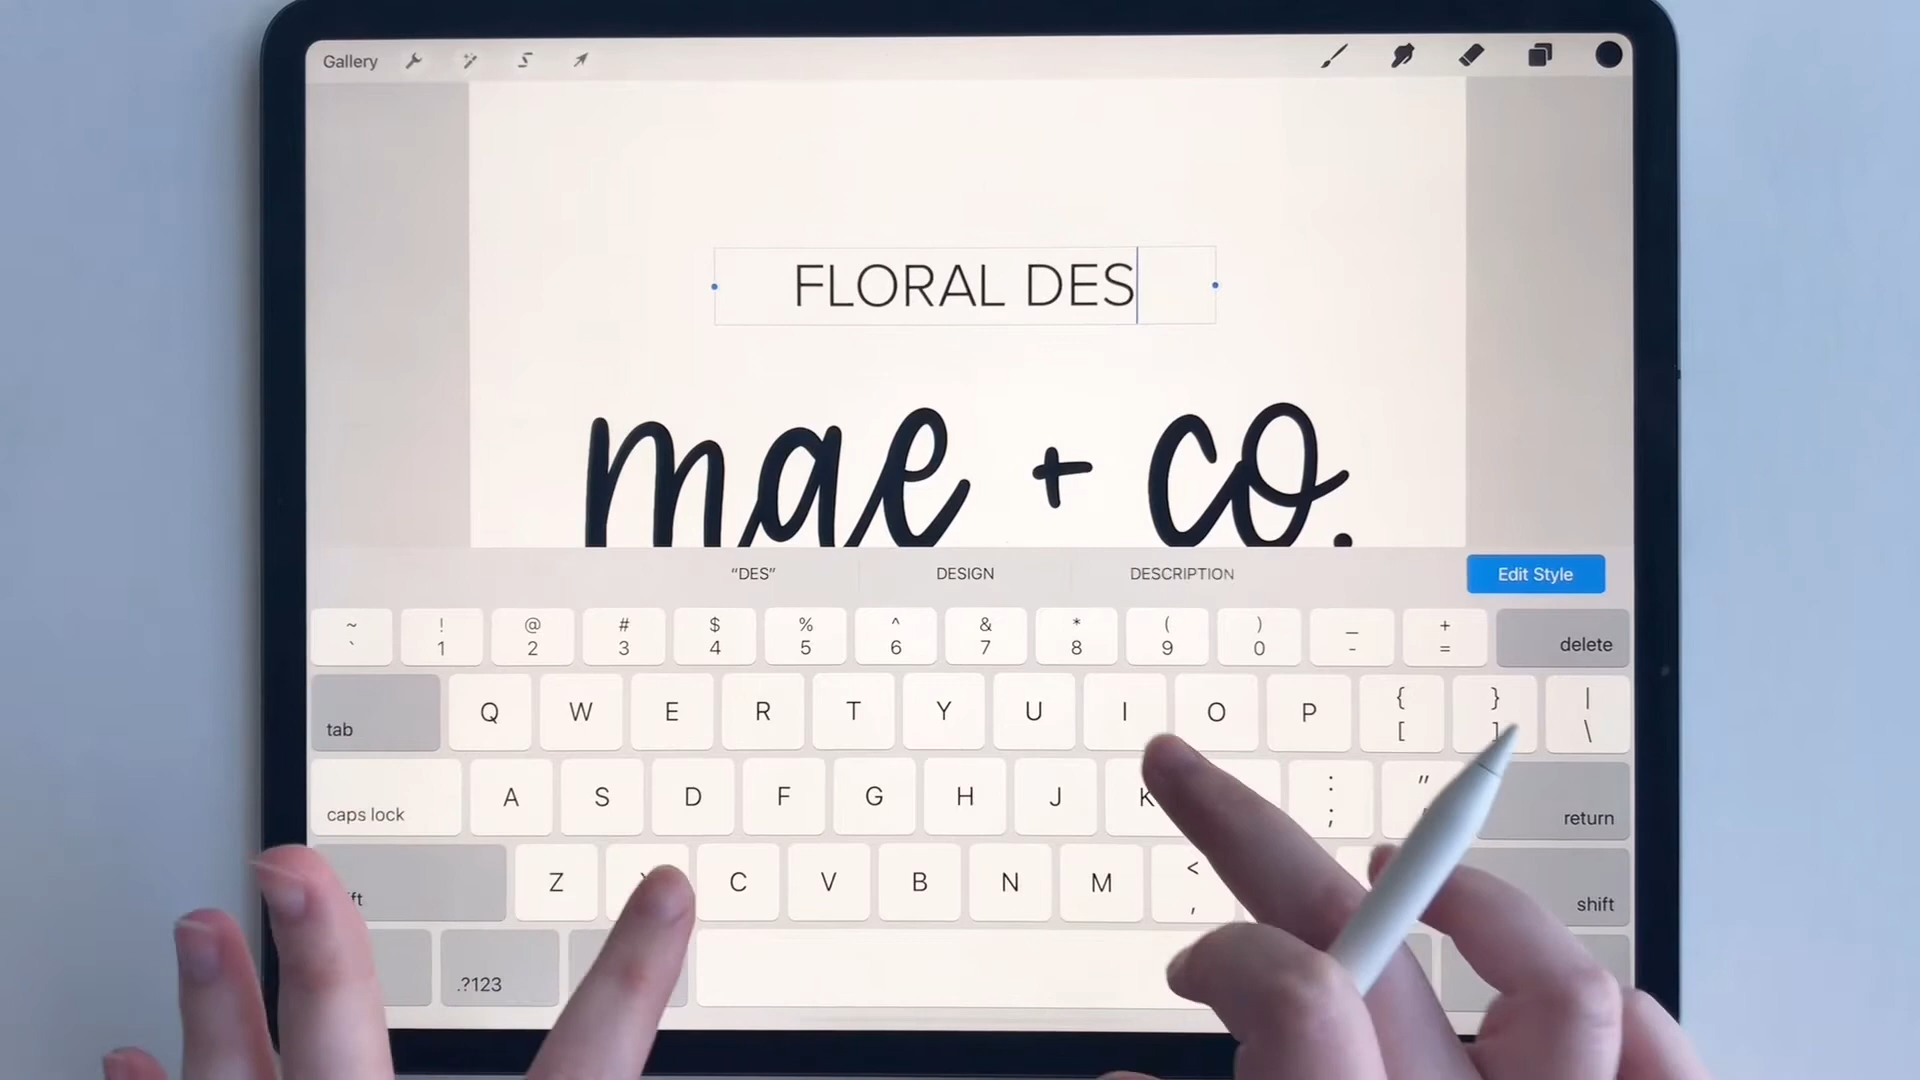 Gallery
FLORAL DES
mae + co.
“DES” DESIGN DESCRIPTION Edit Style
~ ! @ # $ % ^ & * ( ) _ +
` 1 2 3 4 5 6 7 8 9 0 - = delete
tab Q W E R T Y U I O P { [ } ] | \
caps lock A S D F G H J K : ; " return
Z C V B N M < , shift
.?123